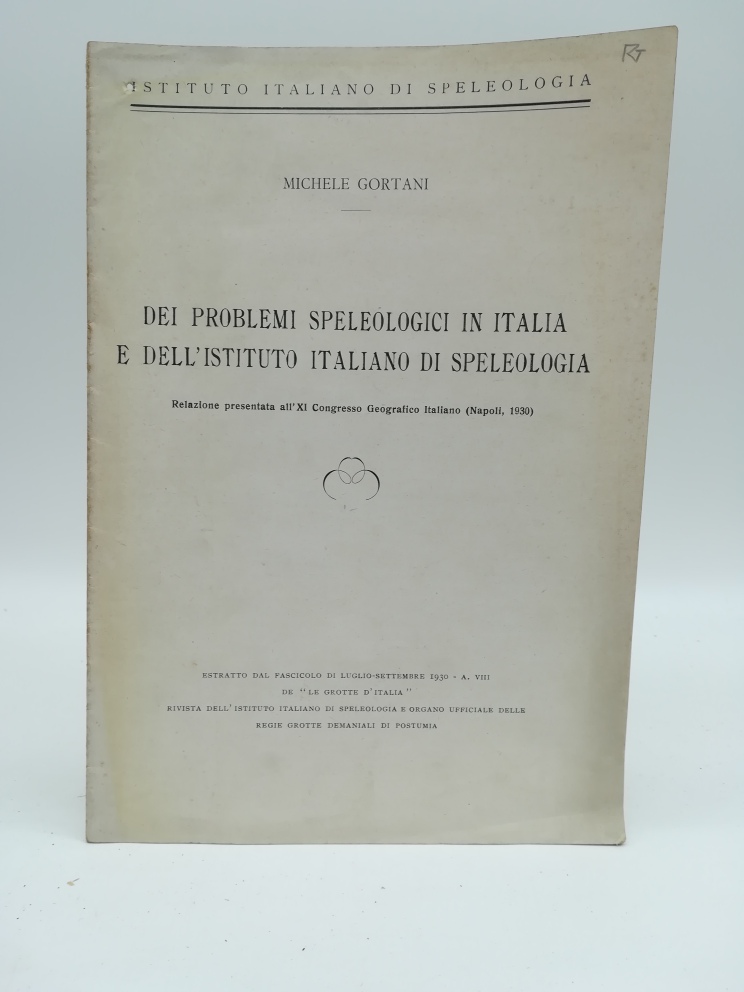 ISTITUTO ITALIANO DI SPELEOLOGIA
MICHELE GORTANI
DEI PROBLEMI SPELEOLOGICI IN ITALIA
E DELL'ISTITUTO ITALIANO DI SPELEOLOGIA
Relazione presentata all'XI Congresso Geografico Italiano (Napoli, 1930)
ESTRATTO DAL FASCICOLO DI LUGLIO-SETTEMBRE 1930 - A. VIII
DE "LE GROTTE D'ITALIA"
RIVISTA DELL'ISTITUTO ITALIANO DI SPELEOLOGIA E ORGANO UFFICIALE DELLE
REGIE GROTTE DEMANIALI DI POSTUMIA